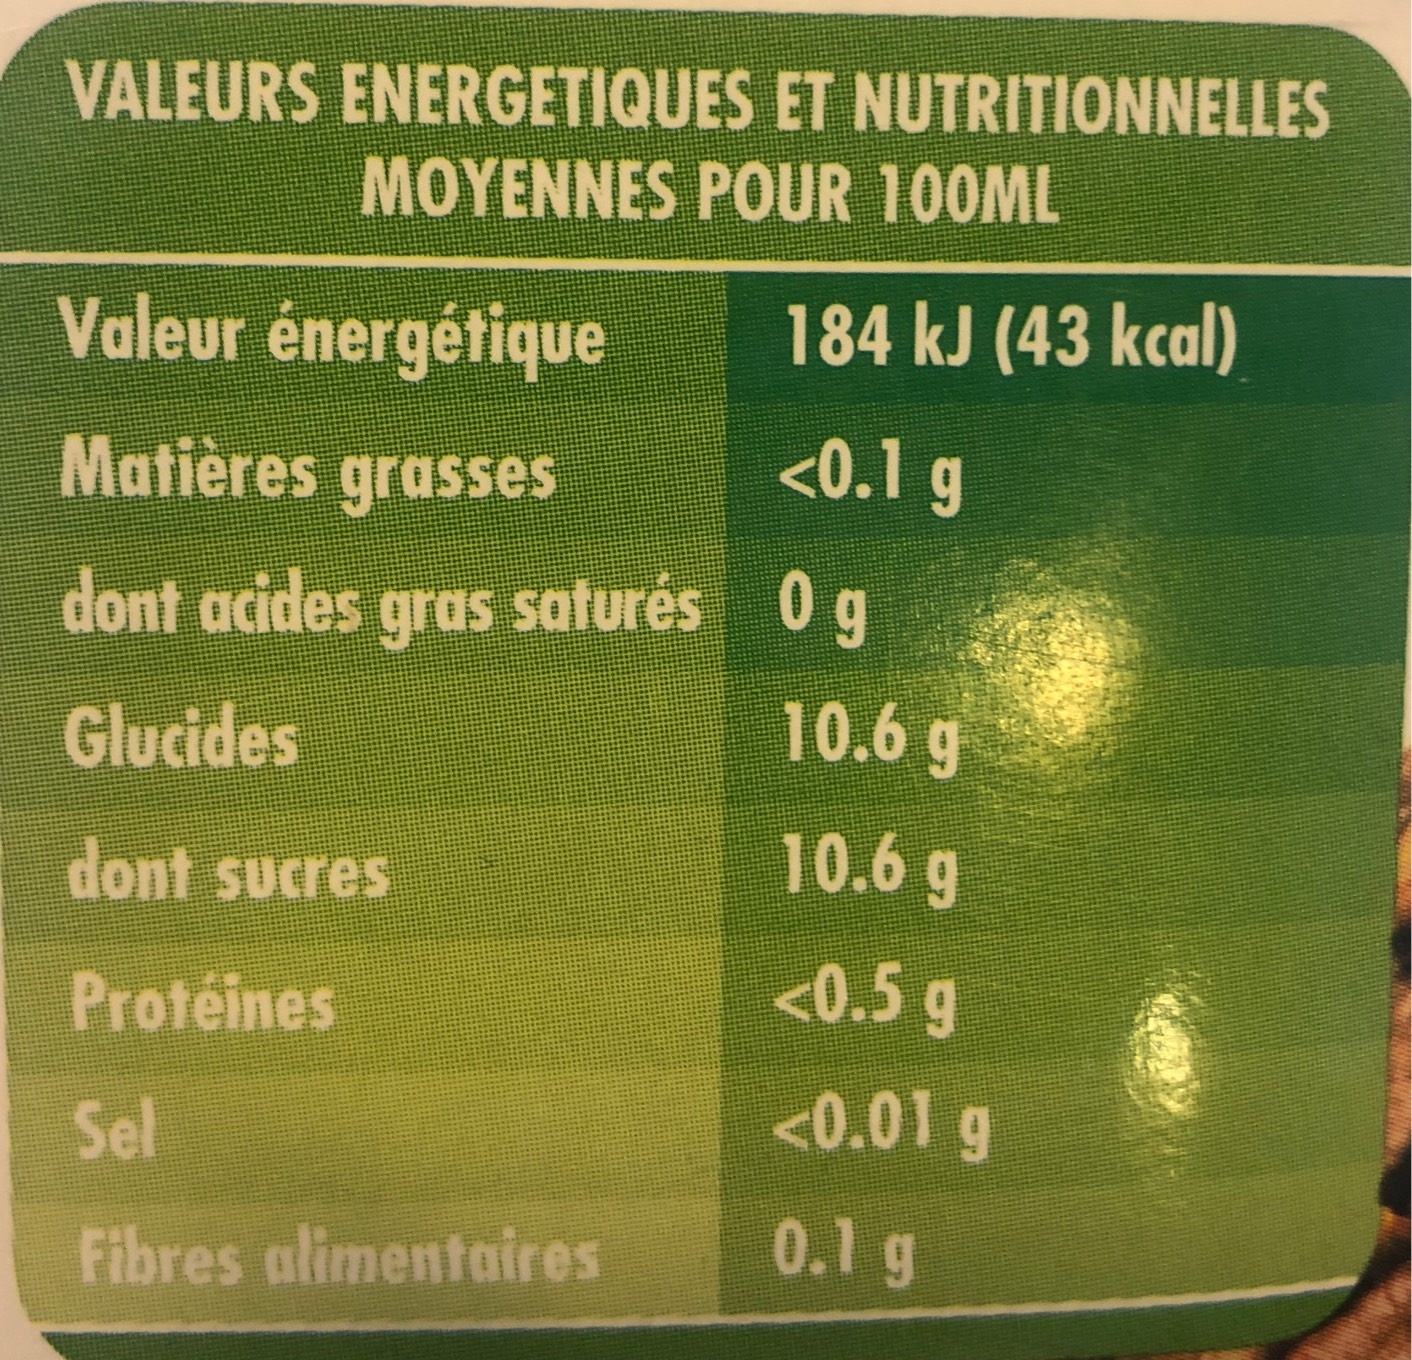 VALEURS ENERGETIQUES ET NUTRITIONNELLES
MOYENNES POUR 100ML
Valeur énergétique 184 kJ (43 kcal)
Matières grasses <0.1 g
dont acides gras saturés 0 g
Glucides 10.6 g
dont sucres 10.6 g
Protéines <0.5 g
Sel <0.01 g
Fibres alimentaires 0.1 g